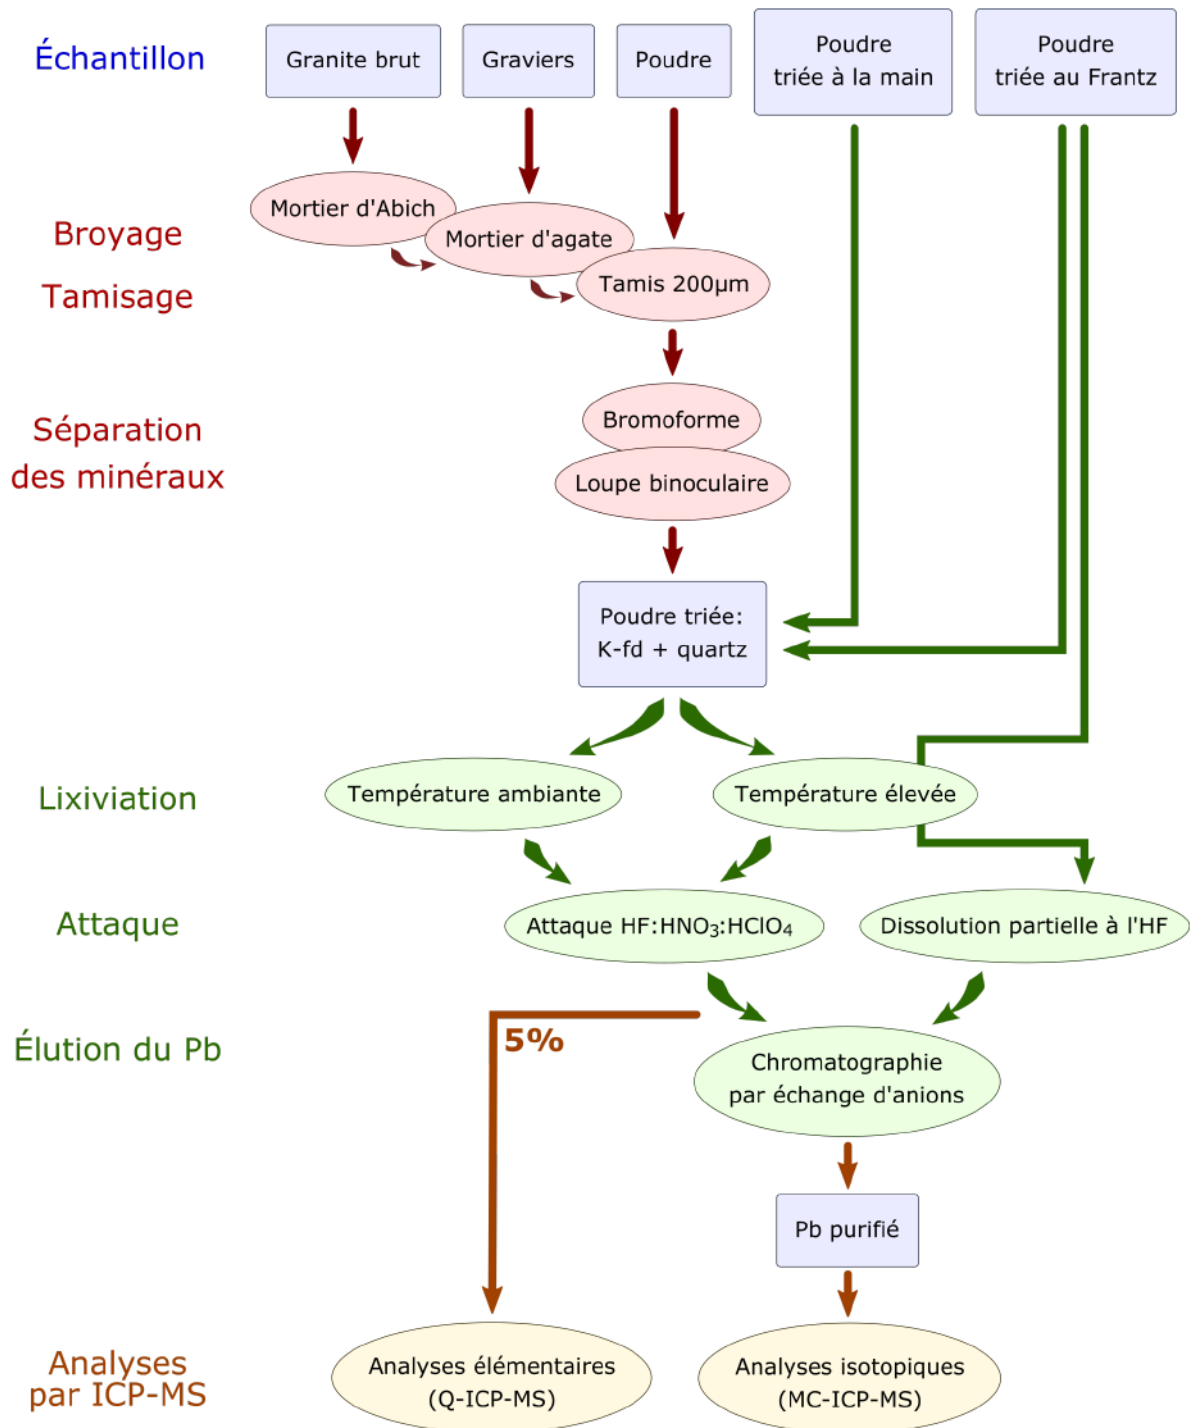 Échantillon
Granite brut
Graviers
Poudre
Poudre
triée à la main
Poudre
triée au Frantz
Broyage
Tamisage
Mortier d'Abich
Mortier d'agate
Tamis 200µm
Séparation
des minéraux
Bromoforme
Loupe binoculaire
Poudre triée:
K-fd + quartz
Lixiviation
Température ambiante
Température élevée
Attaque
Attaque HF:HNO₃:HClO₄
Dissolution partielle à l'HF
Élution du Pb
5%
Chromatographie
par échange d'anions
Pb purifié
Analyses
par ICP-MS
Analyses élémentaires
(Q-ICP-MS)
Analyses isotopiques
(MC-ICP-MS)